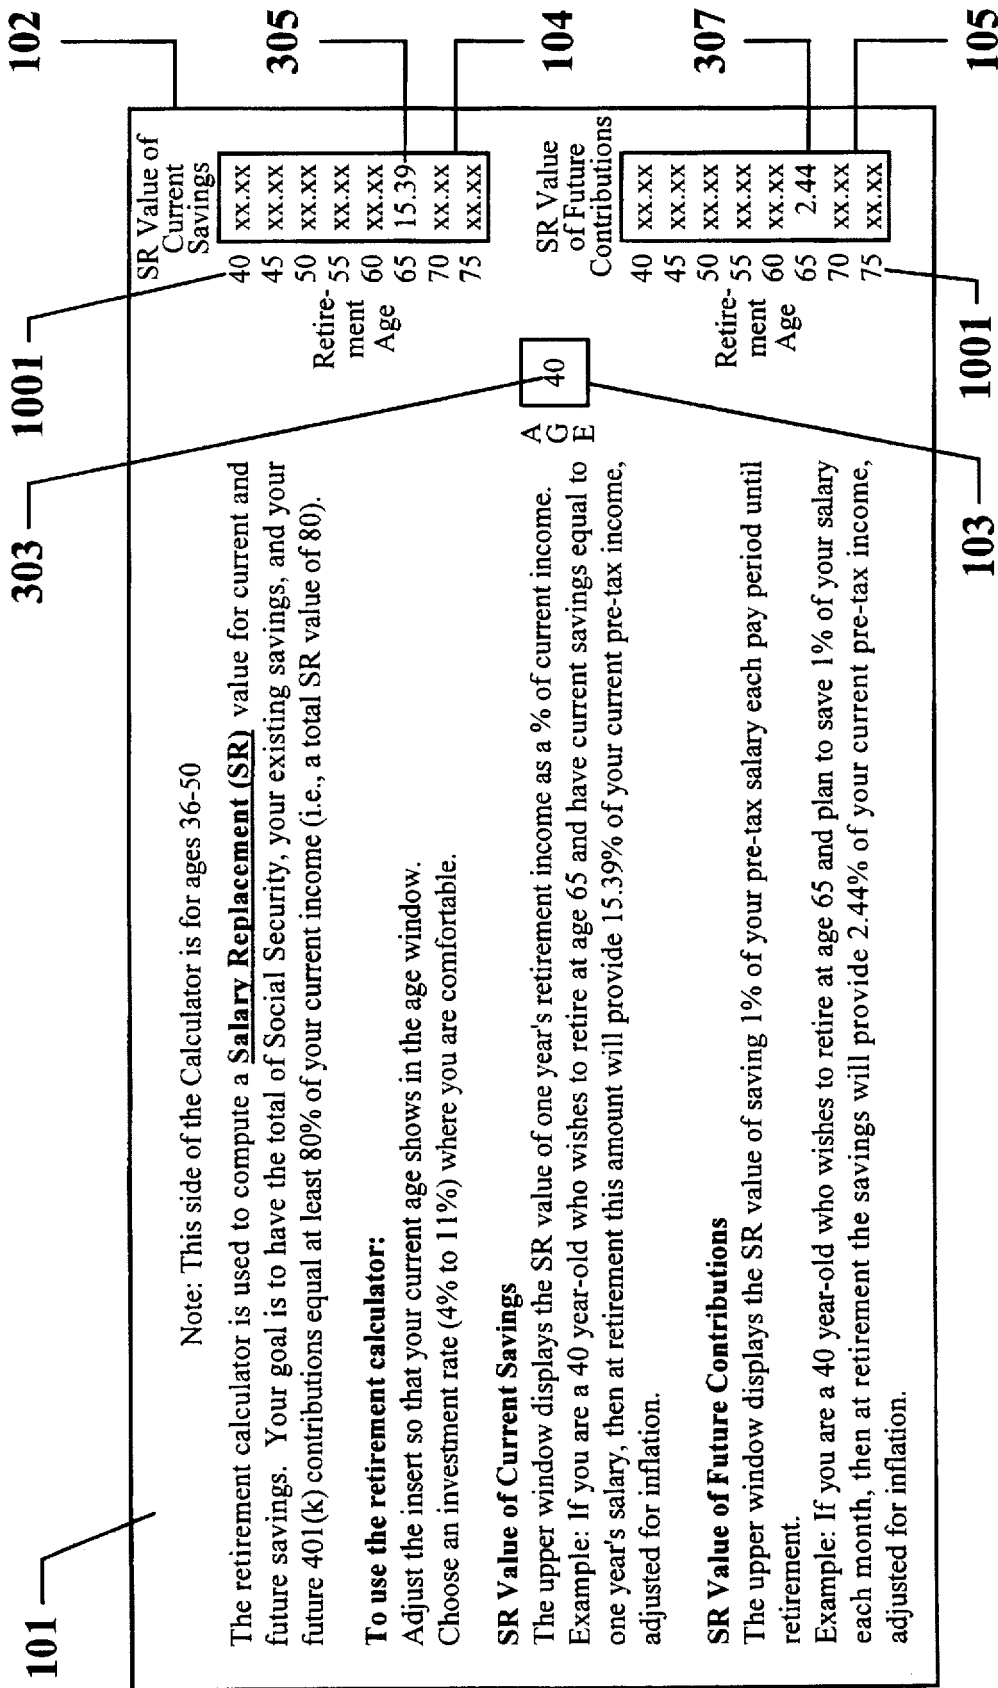 102
305
104
307
105
303
1001
SR Value of
Current
Savings
40 xx.xx
45 xx.xx
50 xx.xx
55 xx.xx
60 xx.xx
65 15.39
70 xx.xx
75 xx.xx
Retire-
ment
Age
SR Value
of Future
Contributions
40 xx.xx
45 xx.xx
50 xx.xx
55 xx.xx
60 xx.xx
65 2.44
70 xx.xx
75 xx.xx
Retire-
ment
Age
A
G
E
40
1001
103
101
Note: This side of the Calculator is for ages 36-50
The retirement calculator is used to compute a Salary Replacement (SR) value for current and
future savings. Your goal is to have the total of Social Security, your existing savings, and your
future 401(k) contributions equal at least 80% of your current income (i.e., a total SR value of 80).
To use the retirement calculator:
Adjust the insert so that your current age shows in the age window.
Choose an investment rate (4% to 11%) where you are comfortable.
SR Value of Current Savings
The upper window displays the SR value of one year's retirement income as a % of current income.
Example: If you are a 40 year-old who wishes to retire at age 65 and have current savings equal to
one year's salary, then at retirement this amount will provide 15.39% of your current pre-tax income,
adjusted for inflation.
SR Value of Future Contributions
The upper window displays the SR value of saving 1% of your pre-tax salary each pay period until
retirement.
Example: If you are a 40 year-old who wishes to retire at age 65 and plan to save 1% of your salary
each month, then at retirement the savings will provide 2.44% of your current pre-tax income,
adjusted for inflation.